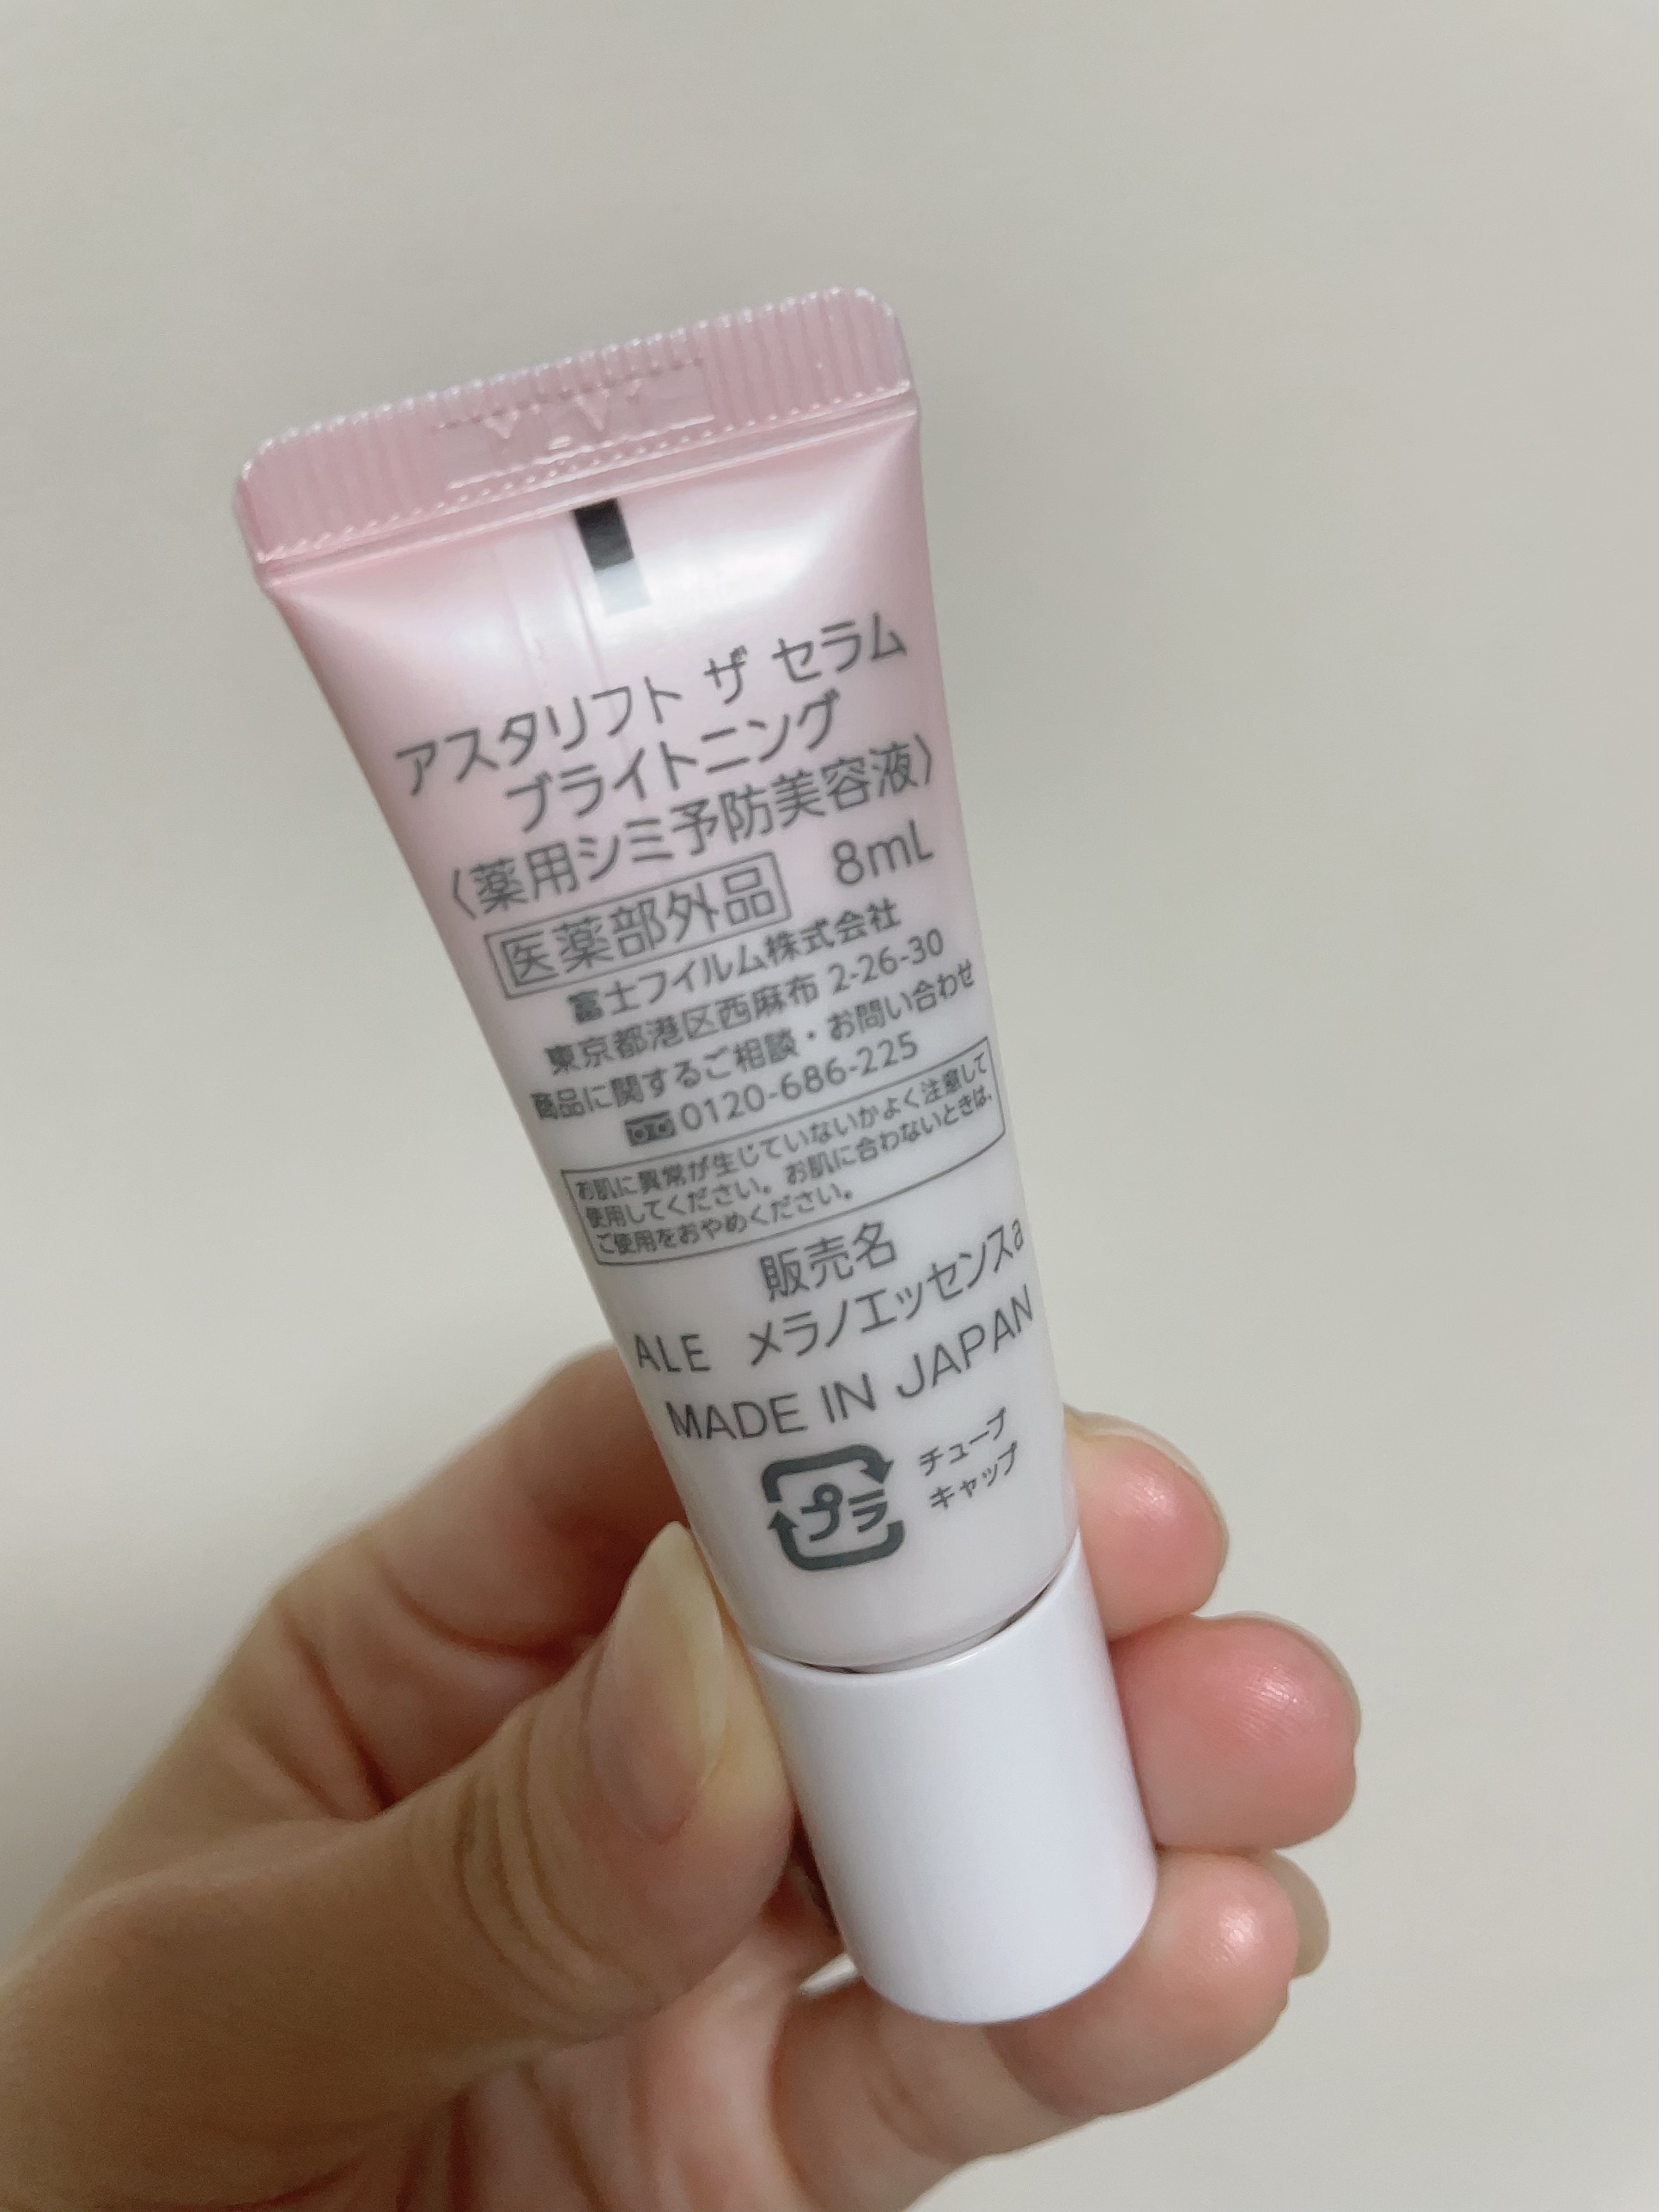 アスタリフト ザ セラム
ブライトニング
〈薬用シミ予防美容液〉
医薬部外品 8mL
富士フイルム株式会社
東京都港区西麻布 2-26-30
商品に関するご相談・お問い合わせ
0120-686-225
お肌に異常が生じていないかよく注意して
使用してください。お肌に合わないときは、
ご使用をおやめください。
販売名
ALE メラノエッセンスa
MADE IN JAPAN
プラ チューブ
キャップ